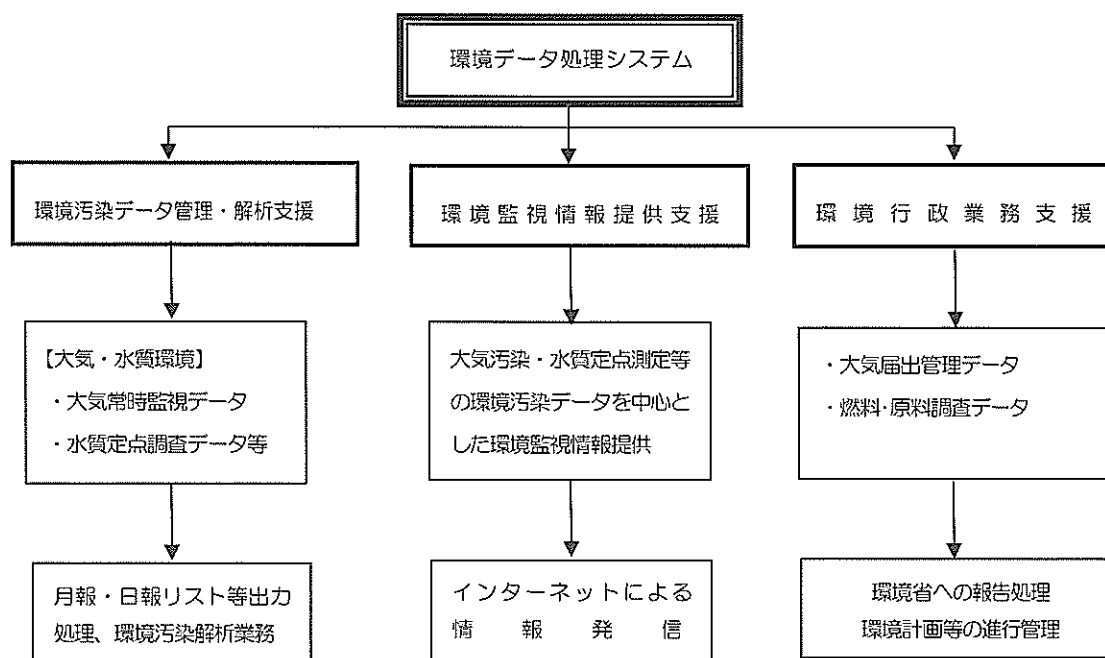 環境データ処理システム
環境汚染データ管理・解析支援
環境監視情報提供支援
環境行政業務支援
【大気・水質環境】
・大気常時監視データ
・水質定点調査データ等
大気汚染・水質定点測定等
の環境汚染データを中心と
した環境監視情報提供
・大気届出管理データ
・燃料・原料調査データ
月報・日報リスト等出力
処理、環境汚染解析業務
インターネットによる
情報発信
環境省への報告処理
環境計画等の進行管理